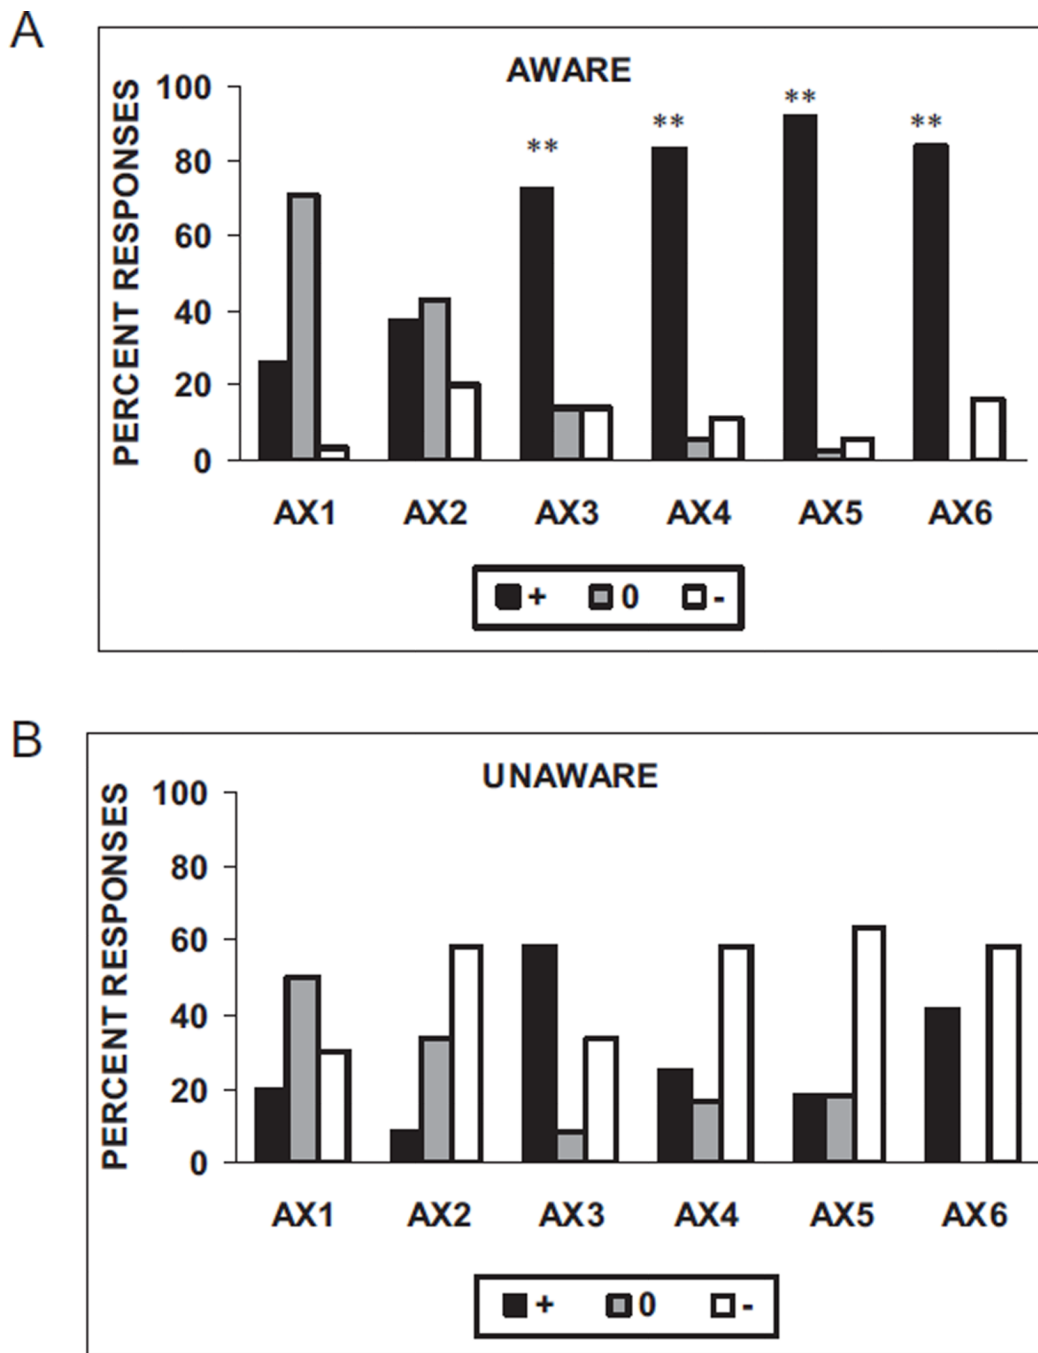 A
AWARE
PERCENT RESPONSES
100
80
60
40
20
0
**
**
**
**
AX1 AX2 AX3 AX4 AX5 AX6
+ 0 -
B
UNAWARE
PERCENT RESPONSES
100
80
60
40
20
0
AX1 AX2 AX3 AX4 AX5 AX6
+ 0 -